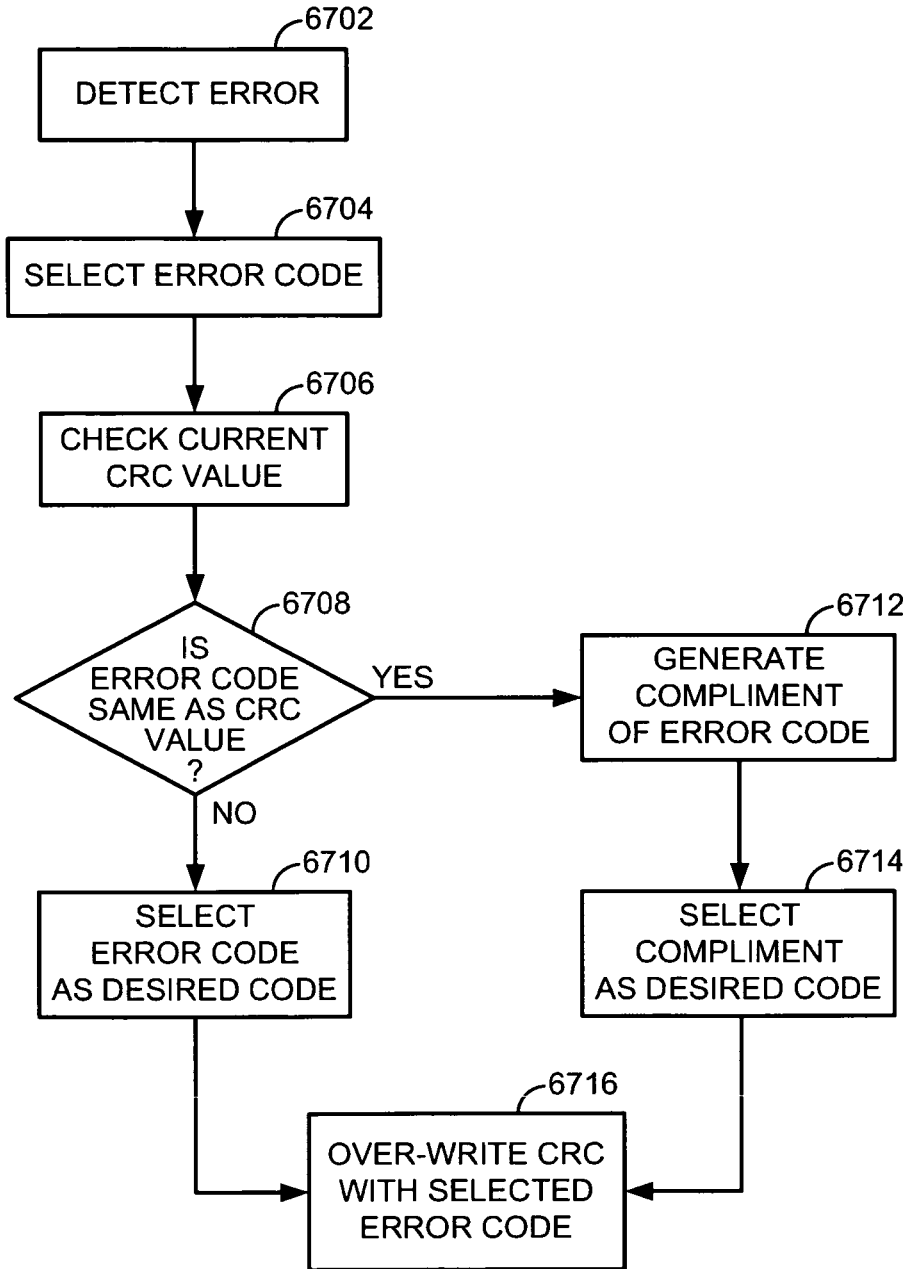 6702
DETECT ERROR
6704
SELECT ERROR CODE
6706
CHECK CURRENT
CRC VALUE
6708
IS
ERROR CODE
SAME AS CRC
VALUE
?
YES
NO
6712
GENERATE
COMPLIMENT
OF ERROR CODE
6710
SELECT
ERROR CODE
AS DESIRED CODE
6714
SELECT
COMPLIMENT
AS DESIRED CODE
6716
OVER-WRITE CRC
WITH SELECTED
ERROR CODE